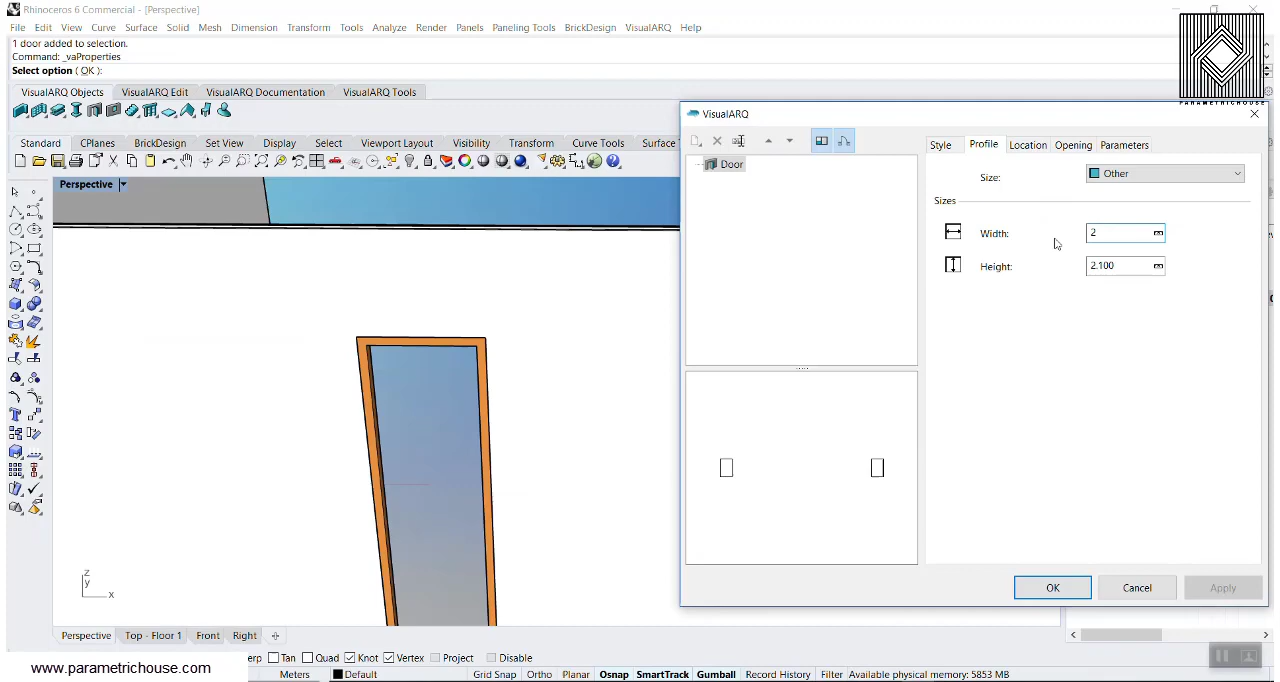 Rhinoceros 6 Commercial - [Perspective]
File Edit View Curve Surface Solid Mesh Dimension Transform Tools Analyze Render Panels Paneling Tools BrickDesign VisualARQ Help
1 door added to selection.
Command: _vaProperties
Select option ( OK ):
VisualARQ Objects VisualARQ Edit VisualARQ Documentation VisualARQ Tools
PARAMETRICHOUSE
VisualARQ
Standard CPlanes BrickDesign Set View Display Select Viewport Layout Visibility Transform Curve Tools Surface
Style Profile Location Opening Parameters
Door
Size: Other
Perspective
Sizes
Width: 2
Height: 2.100
z
y
x
OK Cancel Apply
Perspective Top - Floor 1 Front Right
erp Tan Quad Knot Vertex Project Disable
www.parametrichouse.com
Meters Default Grid Snap Ortho Planar Osnap SmartTrack Gumball Record History Filter Available physical memory: 5853 MB